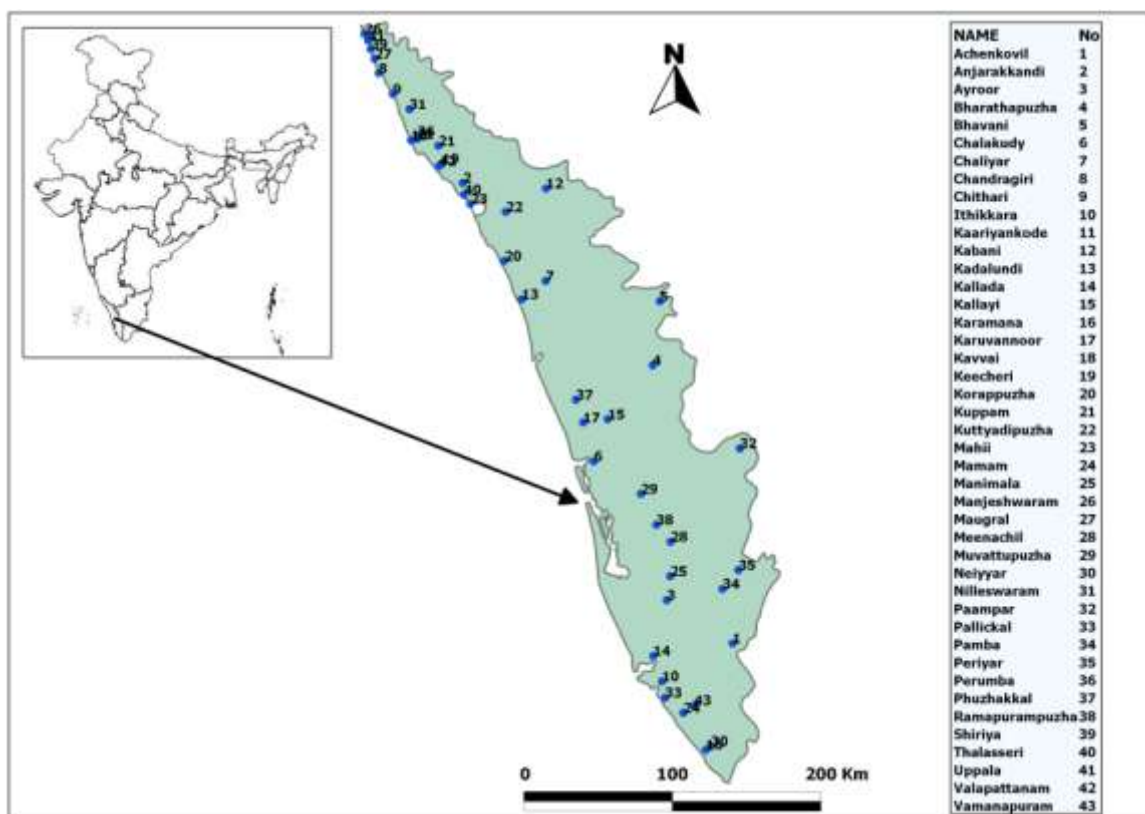 N
NAME No
Achenkovil 1
Anjarakkandi 2
Ayroor 3
Bharathapuzha 4
Bhavani 5
Chalakudy 6
Chaliyar 7
Chandragiri 8
Chithari 9
Ithikkara 10
Kaariyankode 11
Kabani 12
Kadalundi 13
Kallada 14
Kallayi 15
Karamana 16
Karuvannoor 17
Kavvai 18
Keecheri 19
Korappuzha 20
Kuppam 21
Kuttyadipuzha 22
Mahii 23
Mamam 24
Manimala 25
Manjeshwaram 26
Maugral 27
Meenachil 28
Muvattupuzha 29
Neiyyar 30
Nilleswaram 31
Paampar 32
Pallickal 33
Pamba 34
Periyar 35
Perumba 36
Phuzhakkal 37
Ramapurampuzha 38
Shiriya 39
Thalasseri 40
Uppala 41
Valapattanam 42
Vamanapuram 43
27
8
9
31
21
2
12
40
23
22
20
7
13
5
4
37
17
15
32
6
29
38
28
35
25
34
3
1
14
10
33
43
24
30
0 100 200 Km